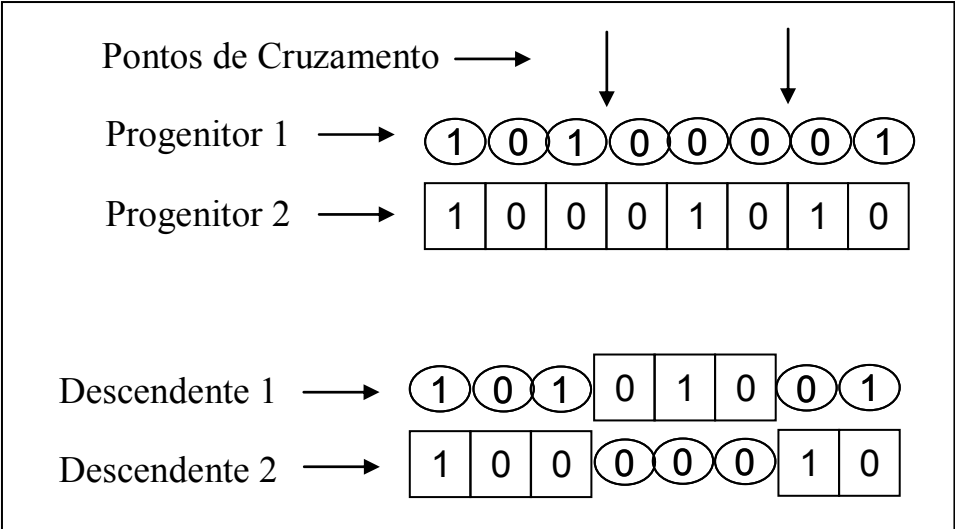 Pontos de Cruzamento
Progenitor 1 1 0 1 0 0 0 0 1
Progenitor 2 1 0 0 0 1 0 1 0
Descendente 1 1 0 1 0 1 0 0 1
Descendente 2 1 0 0 0 0 0 1 0